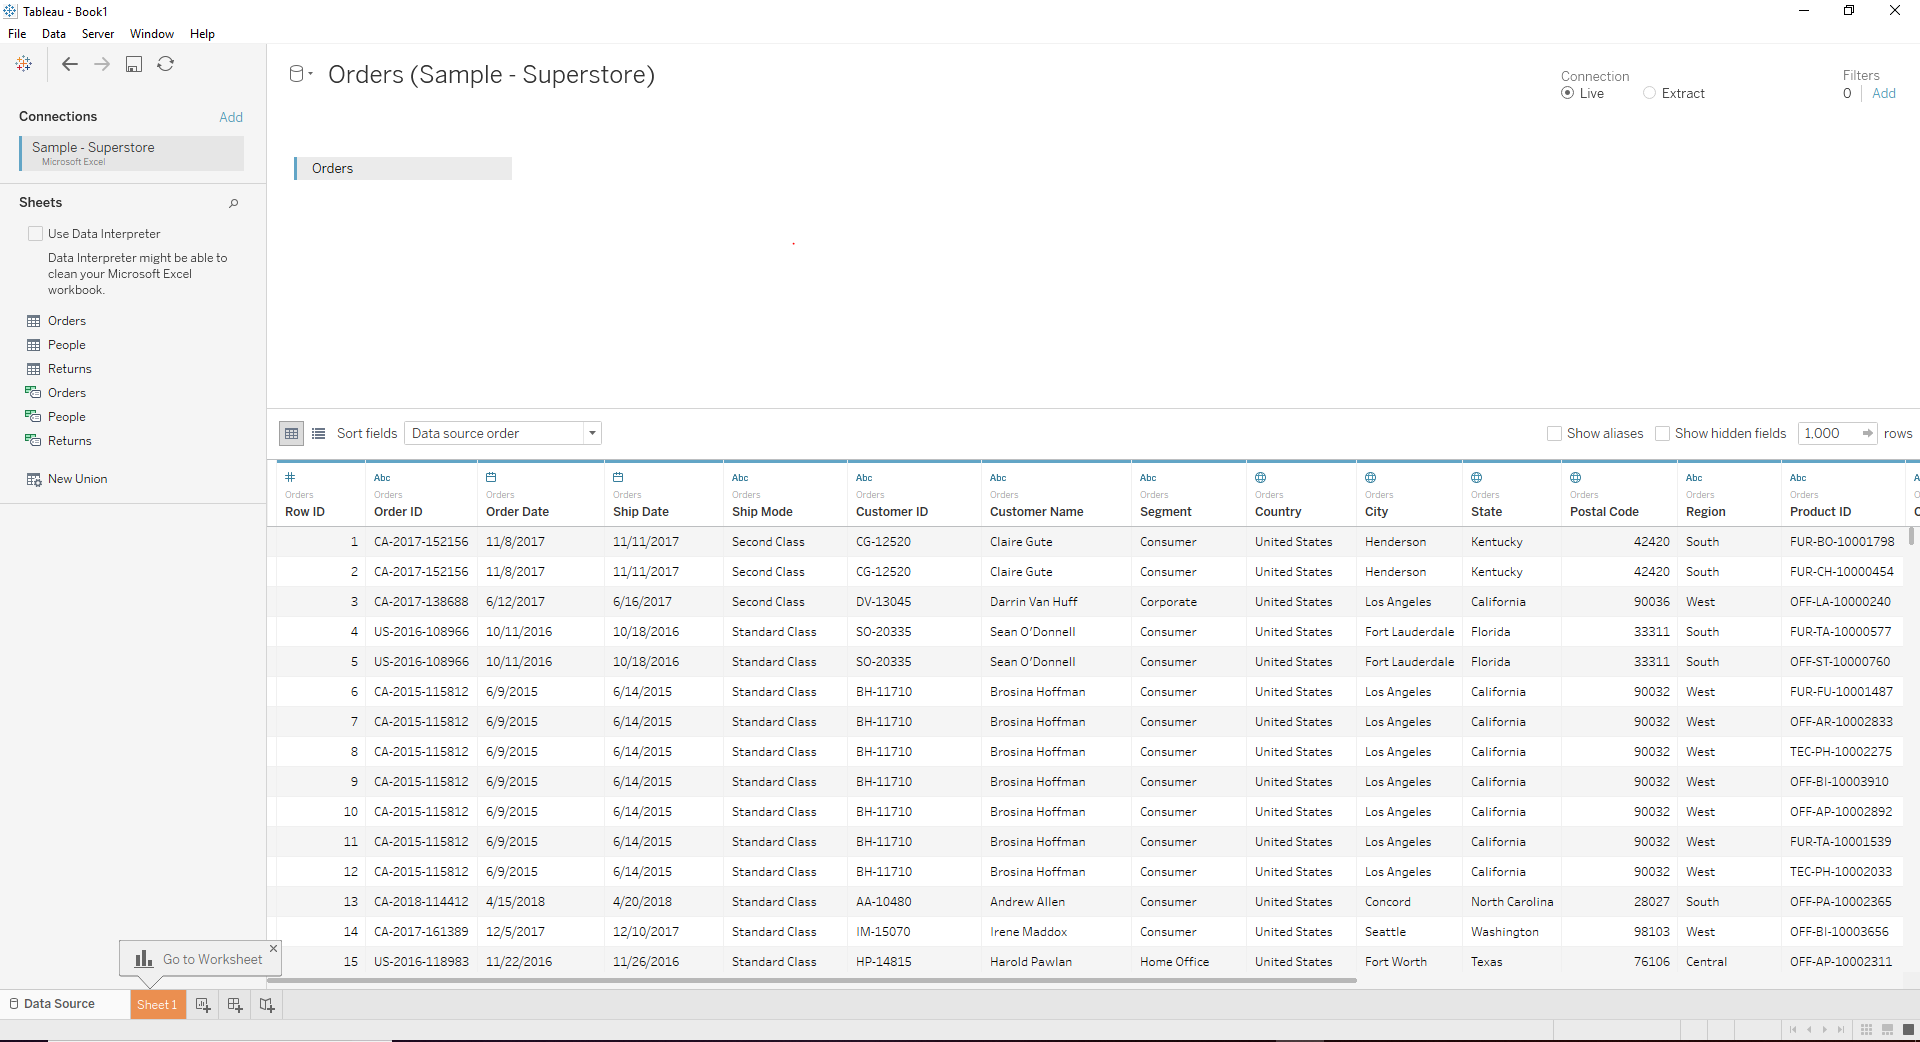 Tableau - Book1
File Data Server Window Help
Connections Add
Sample - Superstore
Microsoft Excel
Sheets
Use Data Interpreter
Data Interpreter might be able to
clean your Microsoft Excel
workbook.
Orders
People
Returns
Orders
People
Returns
New Union
Orders (Sample - Superstore)
Connection
Live Extract
Filters
0 Add
Orders
Sort fields Data source order Show aliases Show hidden fields 1,000 rows
# Abc Abc Abc Abc Abc Abc Abc
Orders Orders Orders Orders Orders Orders Orders Orders Orders Orders Orders Orders Orders Orders
Row ID Order ID Order Date Ship Date Ship Mode Customer ID Customer Name Segment Country City State Postal Code Region Product ID
1 CA-2017-152156 11/8/2017 11/11/2017 Second Class CG-12520 Claire Gute Consumer United States Henderson Kentucky 42420 South FUR-BO-10001798
2 CA-2017-152156 11/8/2017 11/11/2017 Second Class CG-12520 Claire Gute Consumer United States Henderson Kentucky 42420 South FUR-CH-10000454
3 CA-2017-138688 6/12/2017 6/16/2017 Second Class DV-13045 Darrin Van Huff Corporate United States Los Angeles California 90036 West OFF-LA-10000240
4 US-2016-108966 10/11/2016 10/18/2016 Standard Class SO-20335 Sean O'Donnell Consumer United States Fort Lauderdale Florida 33311 South FUR-TA-10000577
5 US-2016-108966 10/11/2016 10/18/2016 Standard Class SO-20335 Sean O'Donnell Consumer United States Fort Lauderdale Florida 33311 South OFF-ST-10000760
6 CA-2015-115812 6/9/2015 6/14/2015 Standard Class BH-11710 Brosina Hoffman Consumer United States Los Angeles California 90032 West FUR-FU-10001487
7 CA-2015-115812 6/9/2015 6/14/2015 Standard Class BH-11710 Brosina Hoffman Consumer United States Los Angeles California 90032 West OFF-AR-10002833
8 CA-2015-115812 6/9/2015 6/14/2015 Standard Class BH-11710 Brosina Hoffman Consumer United States Los Angeles California 90032 West TEC-PH-10002275
9 CA-2015-115812 6/9/2015 6/14/2015 Standard Class BH-11710 Brosina Hoffman Consumer United States Los Angeles California 90032 West OFF-BI-10003910
10 CA-2015-115812 6/9/2015 6/14/2015 Standard Class BH-11710 Brosina Hoffman Consumer United States Los Angeles California 90032 West OFF-AP-10002892
11 CA-2015-115812 6/9/2015 6/14/2015 Standard Class BH-11710 Brosina Hoffman Consumer United States Los Angeles California 90032 West FUR-TA-10001539
12 CA-2015-115812 6/9/2015 6/14/2015 Standard Class BH-11710 Brosina Hoffman Consumer United States Los Angeles California 90032 West TEC-PH-10002033
13 CA-2018-114412 4/15/2018 4/20/2018 Standard Class AA-10480 Andrew Allen Consumer United States Concord North Carolina 28027 South OFF-PA-10002365
14 CA-2017-161389 12/5/2017 12/10/2017 Standard Class IM-15070 Irene Maddox Consumer United States Seattle Washington 98103 West OFF-BI-10003656
15 US-2016-118983 11/22/2016 11/26/2016 Standard Class HP-14815 Harold Pawlan Home Office United States Fort Worth Texas 76106 Central OFF-AP-10002311
Go to Worksheet
Data Source Sheet 1